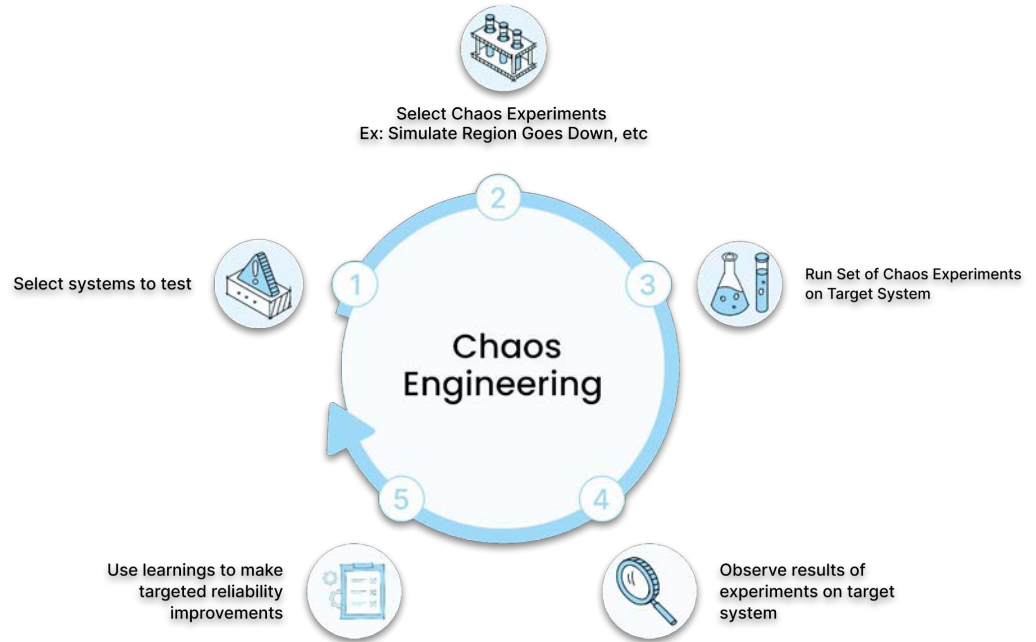 Select Chaos Experiments
Ex: Simulate Region Goes Down, etc
2
Select systems to test
1
3
Run Set of Chaos Experiments
on Target System
Chaos
Engineering
5
4
Use learnings to make
targeted reliability
improvements
Observe results of
experiments on target
system